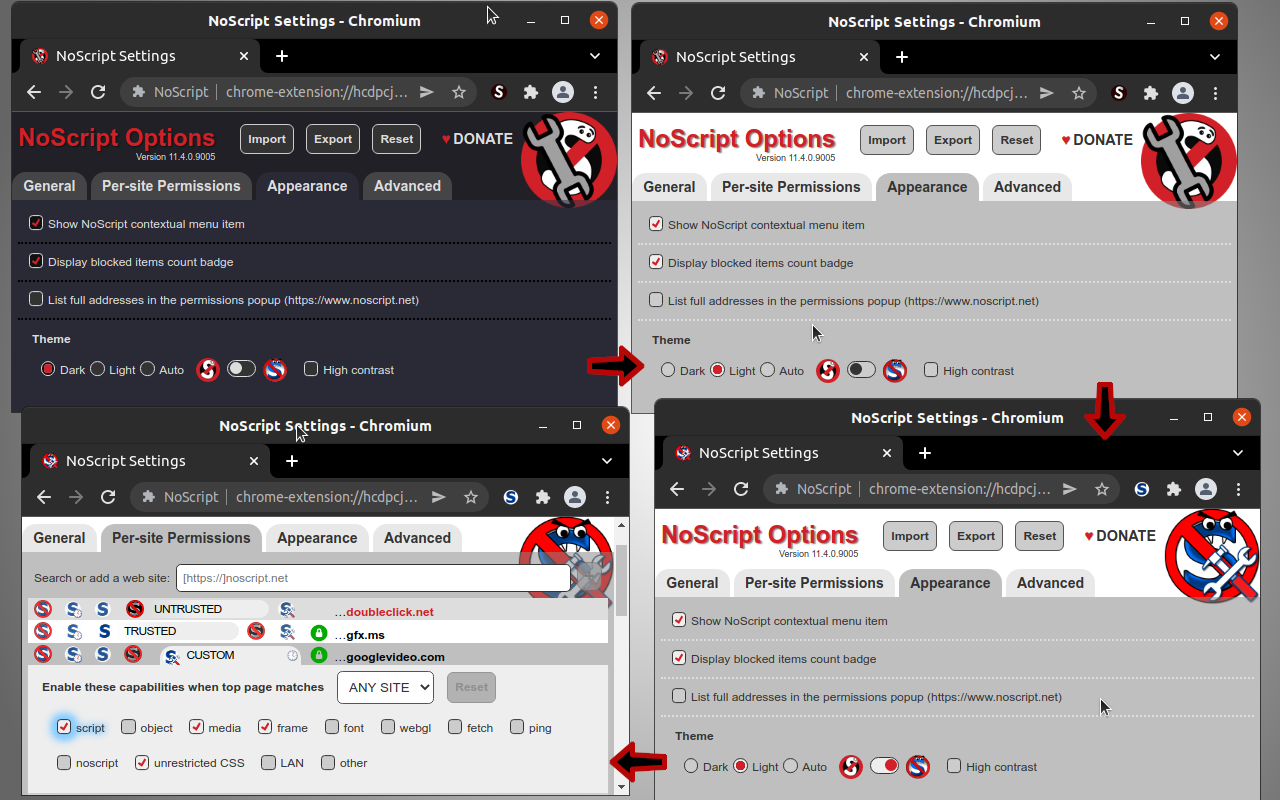 NoScript Settings - Chromium
NoScript Settings
NoScript | chrome-extension://hcdpcj…
NoScript Options
Version 11.4.0.9005
Import Export Reset ♥ DONATE
General Per-site Permissions Appearance Advanced
Show NoScript contextual menu item
Display blocked items count badge
List full addresses in the permissions popup (https://www.noscript.net)
Theme
Dark Light Auto High contrast
NoScript Settings - Chromium
NoScript Settings
NoScript | chrome-extension://hcdpcj…
NoScript Options
Version 11.4.0.9005
Import Export Reset ♥ DONATE
General Per-site Permissions Appearance Advanced
Show NoScript contextual menu item
Display blocked items count badge
List full addresses in the permissions popup (https://www.noscript.net)
Theme
Dark Light Auto High contrast
NoScript Settings - Chromium
NoScript Settings
NoScript | chrome-extension://hcdpcj…
General Per-site Permissions Appearance Advanced
Search or add a web site: [https://]noscript.net
UNTRUSTED …doubleclick.net
TRUSTED …gfx.ms
CUSTOM …googlevideo.com
Enable these capabilities when top page matches ANY SITE Reset
script object media frame font webgl fetch ping
noscript unrestricted CSS LAN other
NoScript Settings - Chromium
NoScript Settings
NoScript | chrome-extension://hcdpcj…
NoScript Options
Version 11.4.0.9005
Import Export Reset ♥ DONATE
General Per-site Permissions Appearance Advanced
Show NoScript contextual menu item
Display blocked items count badge
List full addresses in the permissions popup (https://www.noscript.net)
Theme
Dark Light Auto High contrast